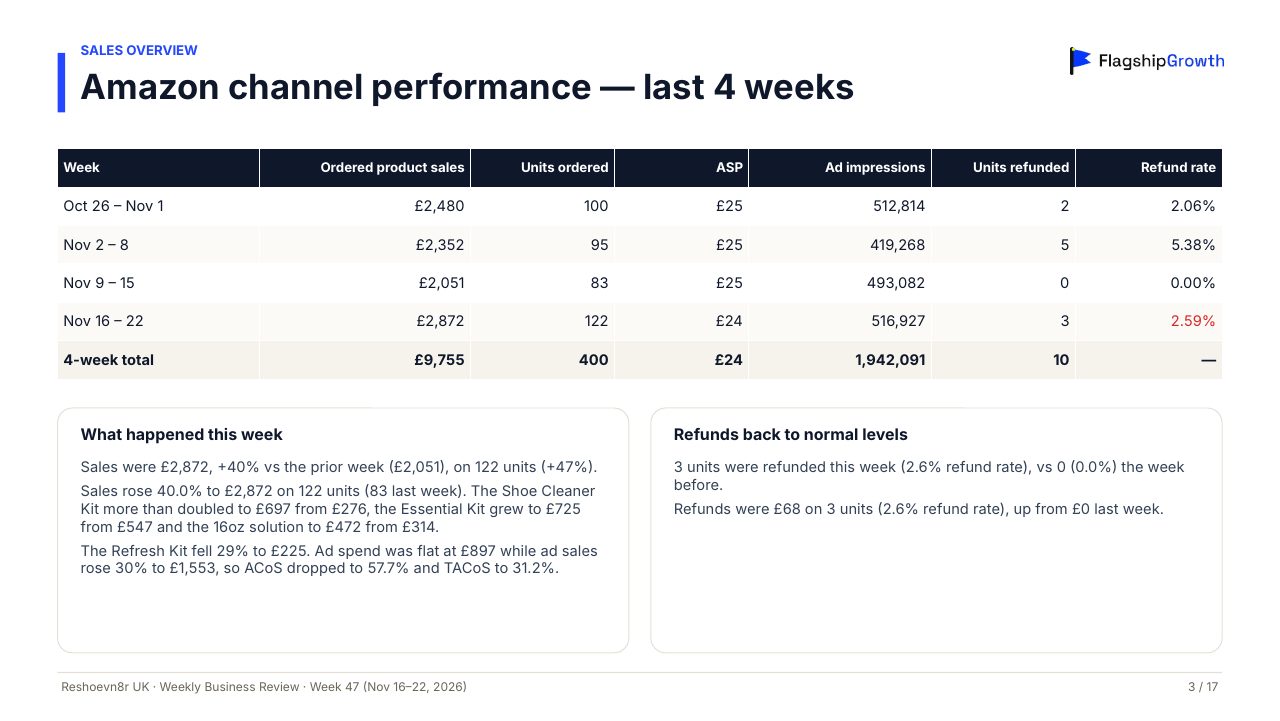 SALES OVERVIEW
Amazon channel performance — last 4 weeks
FlagshipGrowth
Week Ordered product sales Units ordered ASP Ad impressions Units refunded Refund rate
Oct 26 – Nov 1 £2,480 100 £25 512,814 2 2.06%
Nov 2 – 8 £2,352 95 £25 419,268 5 5.38%
Nov 9 – 15 £2,051 83 £25 493,082 0 0.00%
Nov 16 – 22 £2,872 122 £24 516,927 3 2.59%
4-week total £9,755 400 £24 1,942,091 10 —
What happened this week
Sales were £2,872, +40% vs the prior week (£2,051), on 122 units (+47%).
Sales rose 40.0% to £2,872 on 122 units (83 last week). The Shoe Cleaner
Kit more than doubled to £697 from £276, the Essential Kit grew to £725
from £547 and the 16oz solution to £472 from £314.
The Refresh Kit fell 29% to £225. Ad spend was flat at £897 while ad sales
rose 30% to £1,553, so ACoS dropped to 57.7% and TACoS to 31.2%.
Refunds back to normal levels
3 units were refunded this week (2.6% refund rate), vs 0 (0.0%) the week
before.
Refunds were £68 on 3 units (2.6% refund rate), up from £0 last week.
Reshoevn8r UK · Weekly Business Review · Week 47 (Nov 16–22, 2026)
3 / 17